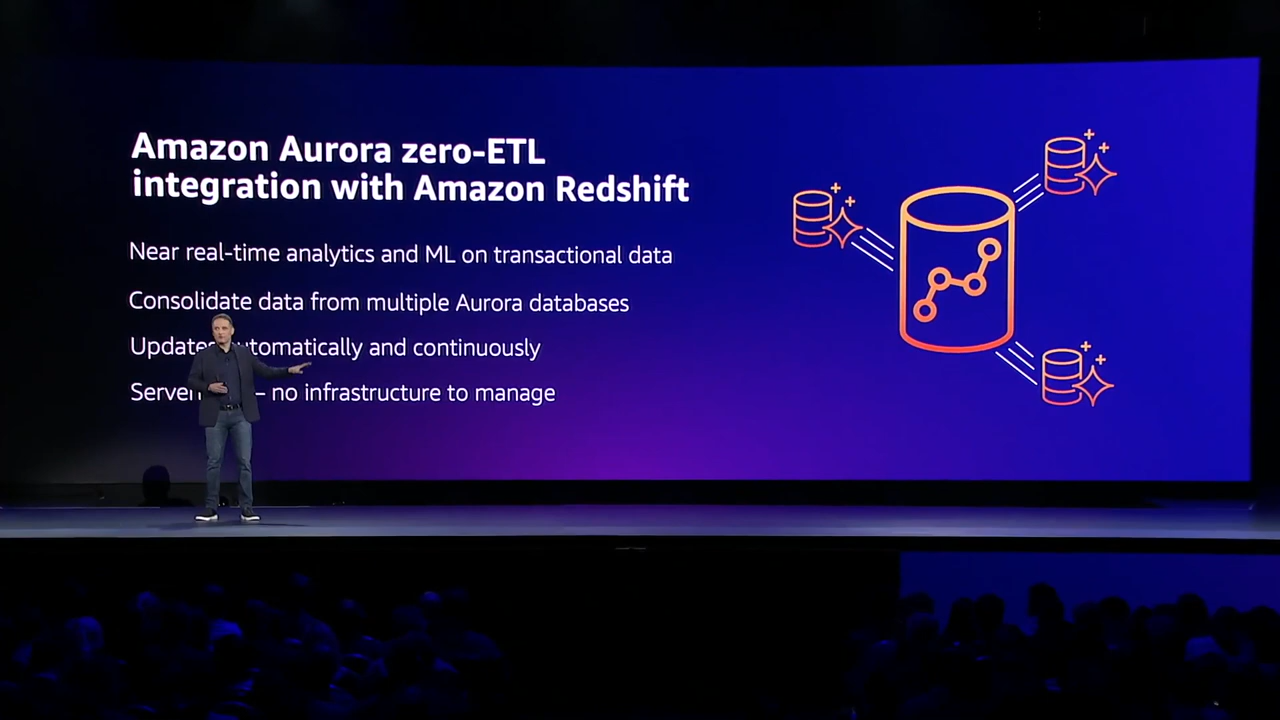 Amazon Aurora zero-ETL
integration with Amazon Redshift
Near real-time analytics and ML on transactional data
Consolidate data from multiple Aurora databases
and continuously
– no infrastructure to manage